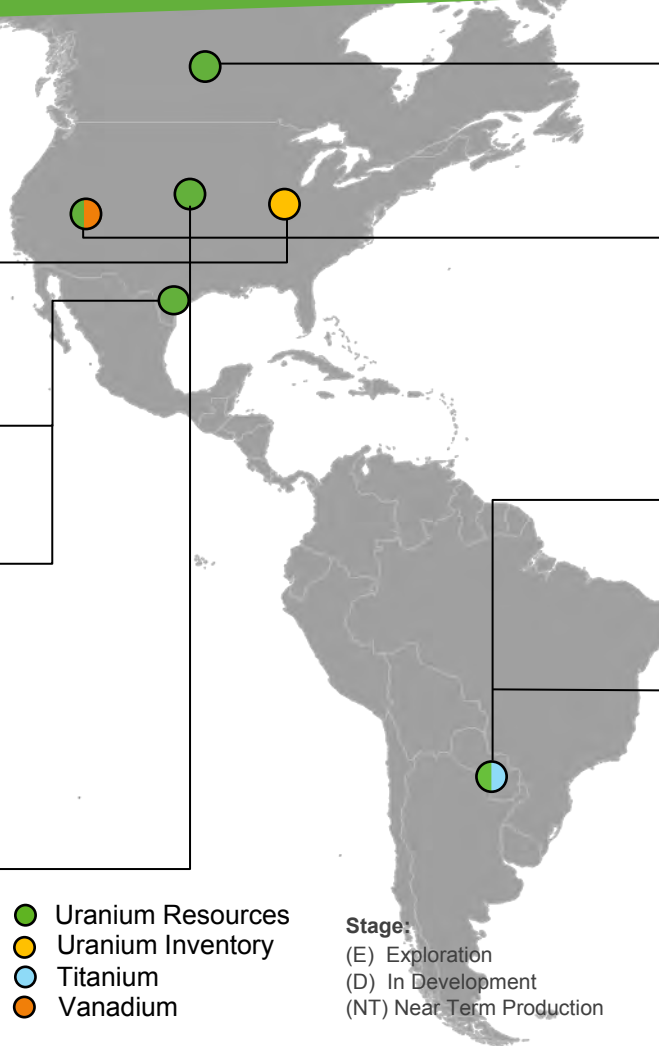 Uranium Resources
Uranium Inventory
Titanium
Vanadium
Stage:
(E) Exploration
(D) In Development
(NT) Near Term Production